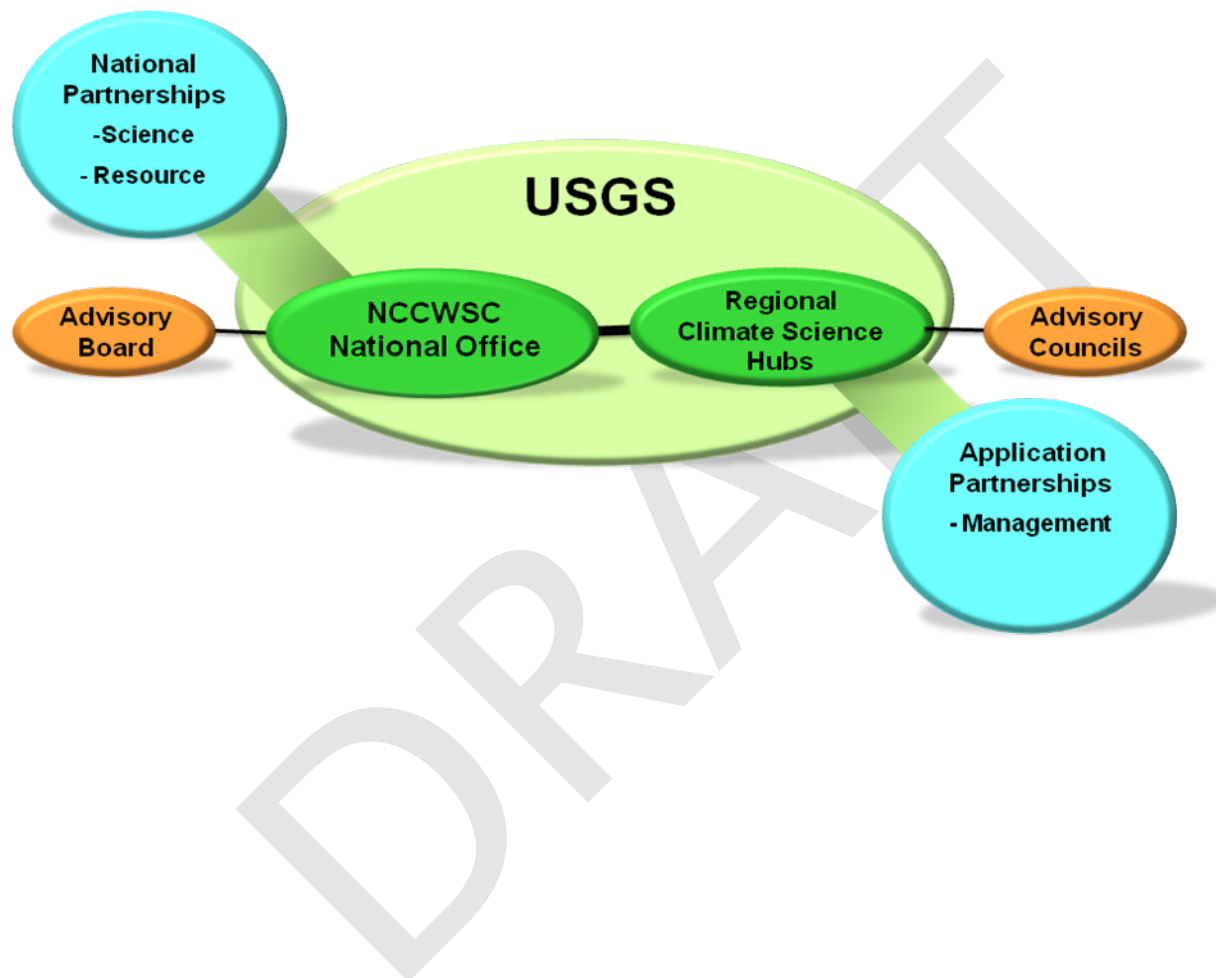 National
Partnerships
-Science
- Resource
USGS
Advisory
Board
NCCWSC
National Office
Regional
Climate Science
Hubs
Advisory
Councils
Application
Partnerships
- Management
DRAFT